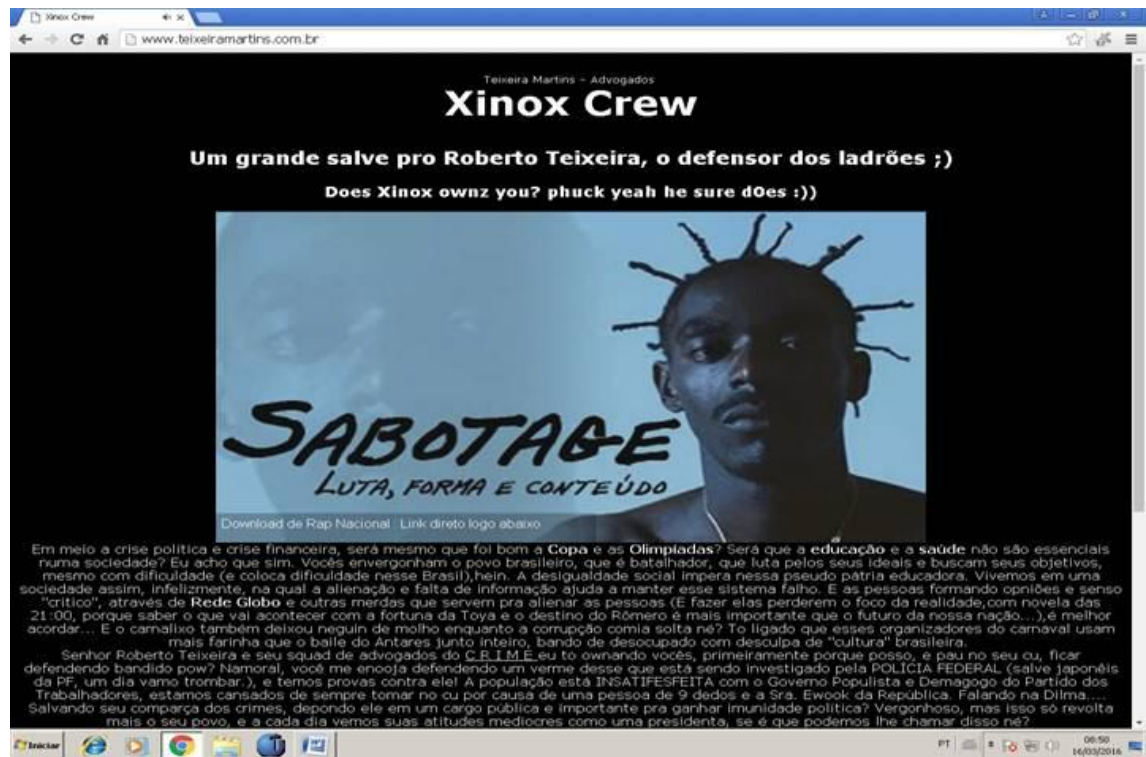 Xinox Crew
www.teixeiramartins.com.br
Teixeira Martins - Advogados
Xinox Crew
Um grande salve pro Roberto Teixeira, o defensor dos ladrões ;)
Does Xinox ownz you? phuck yeah he sure d0es :))
SABOTAGE
LUTA, FORMA E CONTEÚDO
Download de Rap Nacional Link direto logo abaixo
Em meio a crise política e crise financeira, será mesmo que foi bom a Copa e as Olimpíadas? Será que a educação e a saúde não são essenciais
numa sociedade? Eu acho que sim. Vocês envergonham o povo brasileiro, que é batalhador, que luta pelos seus ideais e buscam seus objetivos,
mesmo com dificuldade (e coloca dificuldade nesse Brasil),hein. A desigualdade social impera nessa pseudo pátria educadora. Vivemos em uma
sociedade assim, infelizmente, na qual a alienação e falta de informação ajuda a manter esse sistema falho. E as pessoas formando opniões e senso
"crítico", através de Rede Globo e outras merdas que servem pra alienar as pessoas (E fazer elas perderem o foco da realidade,com novela das
21:00, porque saber o que vai acontecer com a fortuna da Toya e o destino do Rômero é mais importante que o futuro da nossa nação...),é melhor
acordar... E o carnalixo também deixou neguin de molho enquanto a corrupção comia solta né? To ligado que esses organizadores do carnaval usam
mais farinha que o baile do Antares junto inteiro, bando de desocupado com desculpa de "cultura" brasileira.
Senhor Roberto Teixeira e seu squad de advogados do C R I M E eu to ownando vocês, primeiramente porque posso, e pau no seu cu, ficar
defendendo bandido pow? Namoral, você me enooja defendendo um verme desse que está sendo investigado pela POLÍCIA FEDERAL (salve japonêis
da PF, um dia vamo trombar.), e temos provas contra ele! A população está INSATIFESFEITA com o Governo Populista e Demagogo do Partido dos
Trabalhadores, estamos cansados de sempre tomar no cu por causa de uma pessoa de 9 dedos e a Sra. Ewook da República. Falando na Dilma....
Salvando seu comparça dos crimes, depondo ele em um cargo pública e importante pra ganhar imunidade política? Vergonhoso, mas isso só revolta
mais o seu povo, e a cada dia vemos suas atitudes mediocres como uma presidenta, se é que podemos lhe chamar disso né?
Iniciar
PT
08:50
16/03/2016